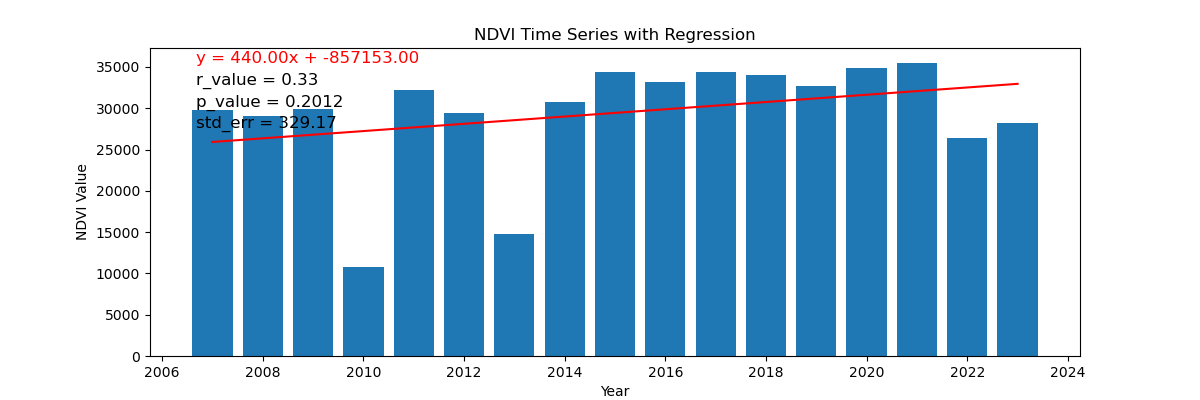 NDVI Time Series with Regression
y = 440.00x + -857153.00
r_value = 0.33
p_value = 0.2012
std_err = 329.17
35000
30000
25000
20000
15000
10000
5000
0
NDVI Value
2006 2008 2010 2012 2014 2016 2018 2020 2022 2024
Year